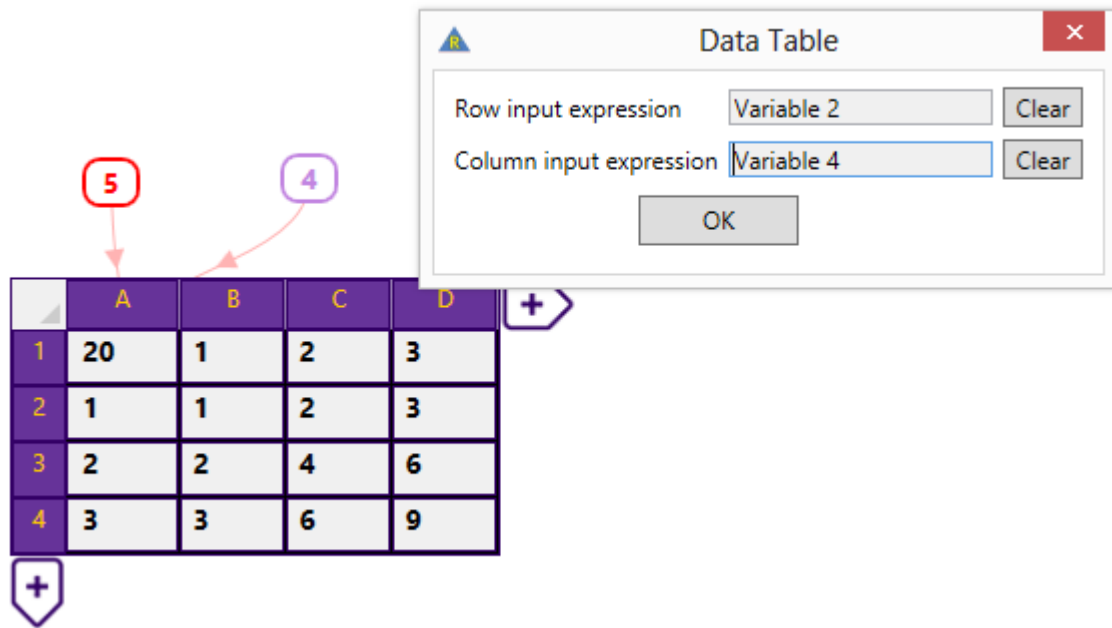 R
Data Table
×
Row input expression Variable 2 Clear
Column input expression Variable 4 Clear
OK
5 4
A B C D +
1 20 1 2 3
2 1 1 2 3
3 2 2 4 6
4 3 3 6 9
+